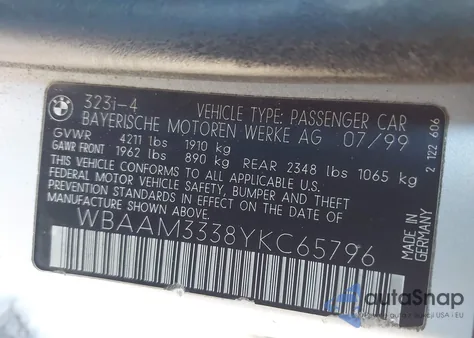 BMW
323i-4 VEHICLE TYPE: PASSENGER CAR
BAYERISCHE MOTOREN WERKE AG 07/99
GVWR 4211 lbs 1910 kg
GAWR FRONT 1962 lbs 890 kg REAR 2348 lbs 1065 kg
THIS VEHICLE CONFORMS TO ALL APPLICABLE U.S.
FEDERAL MOTOR VEHICLE SAFETY, BUMPER AND THEFT
PREVENTION STANDARDS IN EFFECT ON THE DATE OF
MANUFACTURE SHOWN ABOVE.
WBAAM3338YKC65796
MADE IN
GERMANY
2 122 606
autoSnap
USA i EU